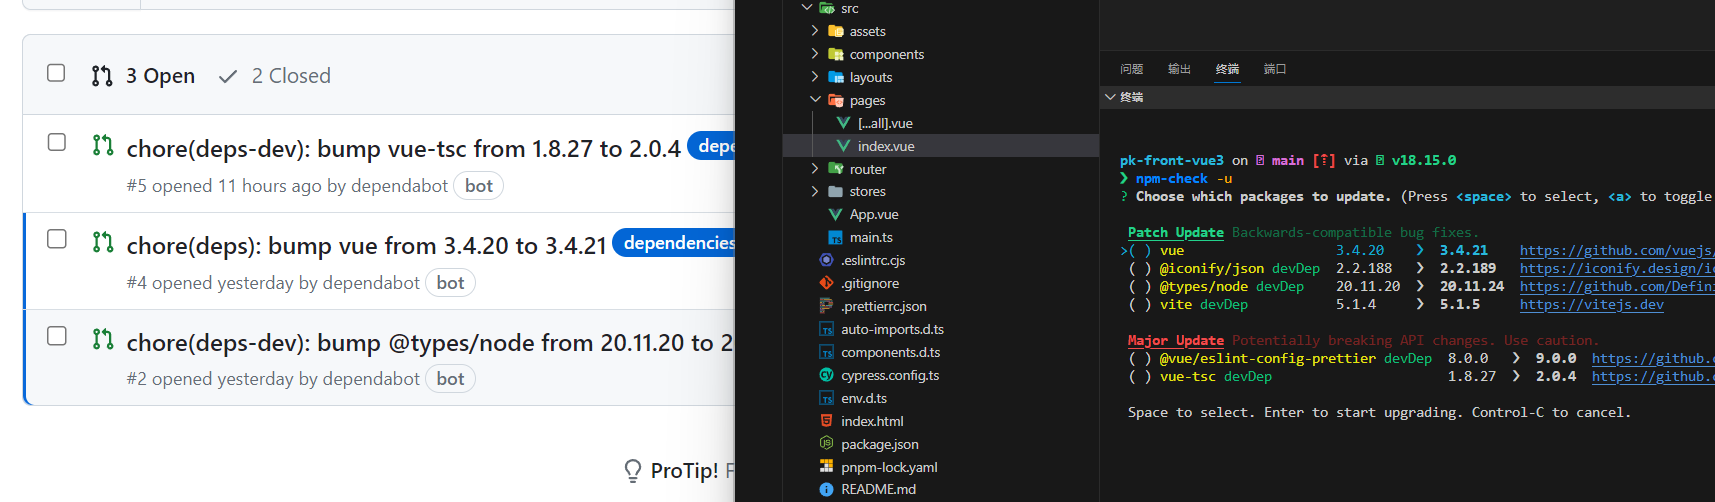 3 Open 2 Closed
chore(deps-dev): bump vue-tsc from 1.8.27 to 2.0.4
#5 opened 11 hours ago by dependabot bot
chore(deps): bump vue from 3.4.20 to 3.4.21 dependencies
#4 opened yesterday by dependabot bot
chore(deps-dev): bump @types/node from 20.11.20 to 2
#2 opened yesterday by dependabot bot
ProTip!
src
assets
components
layouts
pages
[...all].vue
index.vue
router
stores
App.vue
main.ts
.eslintrc.cjs
.gitignore
.prettierrc.json
auto-imports.d.ts
components.d.ts
cypress.config.ts
env.d.ts
index.html
package.json
pnpm-lock.yaml
README.md
问题 输出 终端 端口
终端
pk-front-vue3 on main [⇡] via v18.15.0
❯ npm-check -u
? Choose which packages to update. (Press <space> to select, <a> to toggle
Patch Update Backwards-compatible bug fixes.
>( ) vue 3.4.20 ❯ 3.4.21 https://github.com/vuejs/
( ) @iconify/json devDep 2.2.188 ❯ 2.2.189 https://iconify.design/ic
( ) @types/node devDep 20.11.20 ❯ 20.11.24 https://github.com/Defini
( ) vite devDep 5.1.4 ❯ 5.1.5 https://vitejs.dev
Major Update Potentially breaking API changes. Use caution.
( ) @vue/eslint-config-prettier devDep 8.0.0 ❯ 9.0.0 https://github.c
( ) vue-tsc devDep 1.8.27 ❯ 2.0.4 https://github.c
Space to select. Enter to start upgrading. Control-C to cancel.